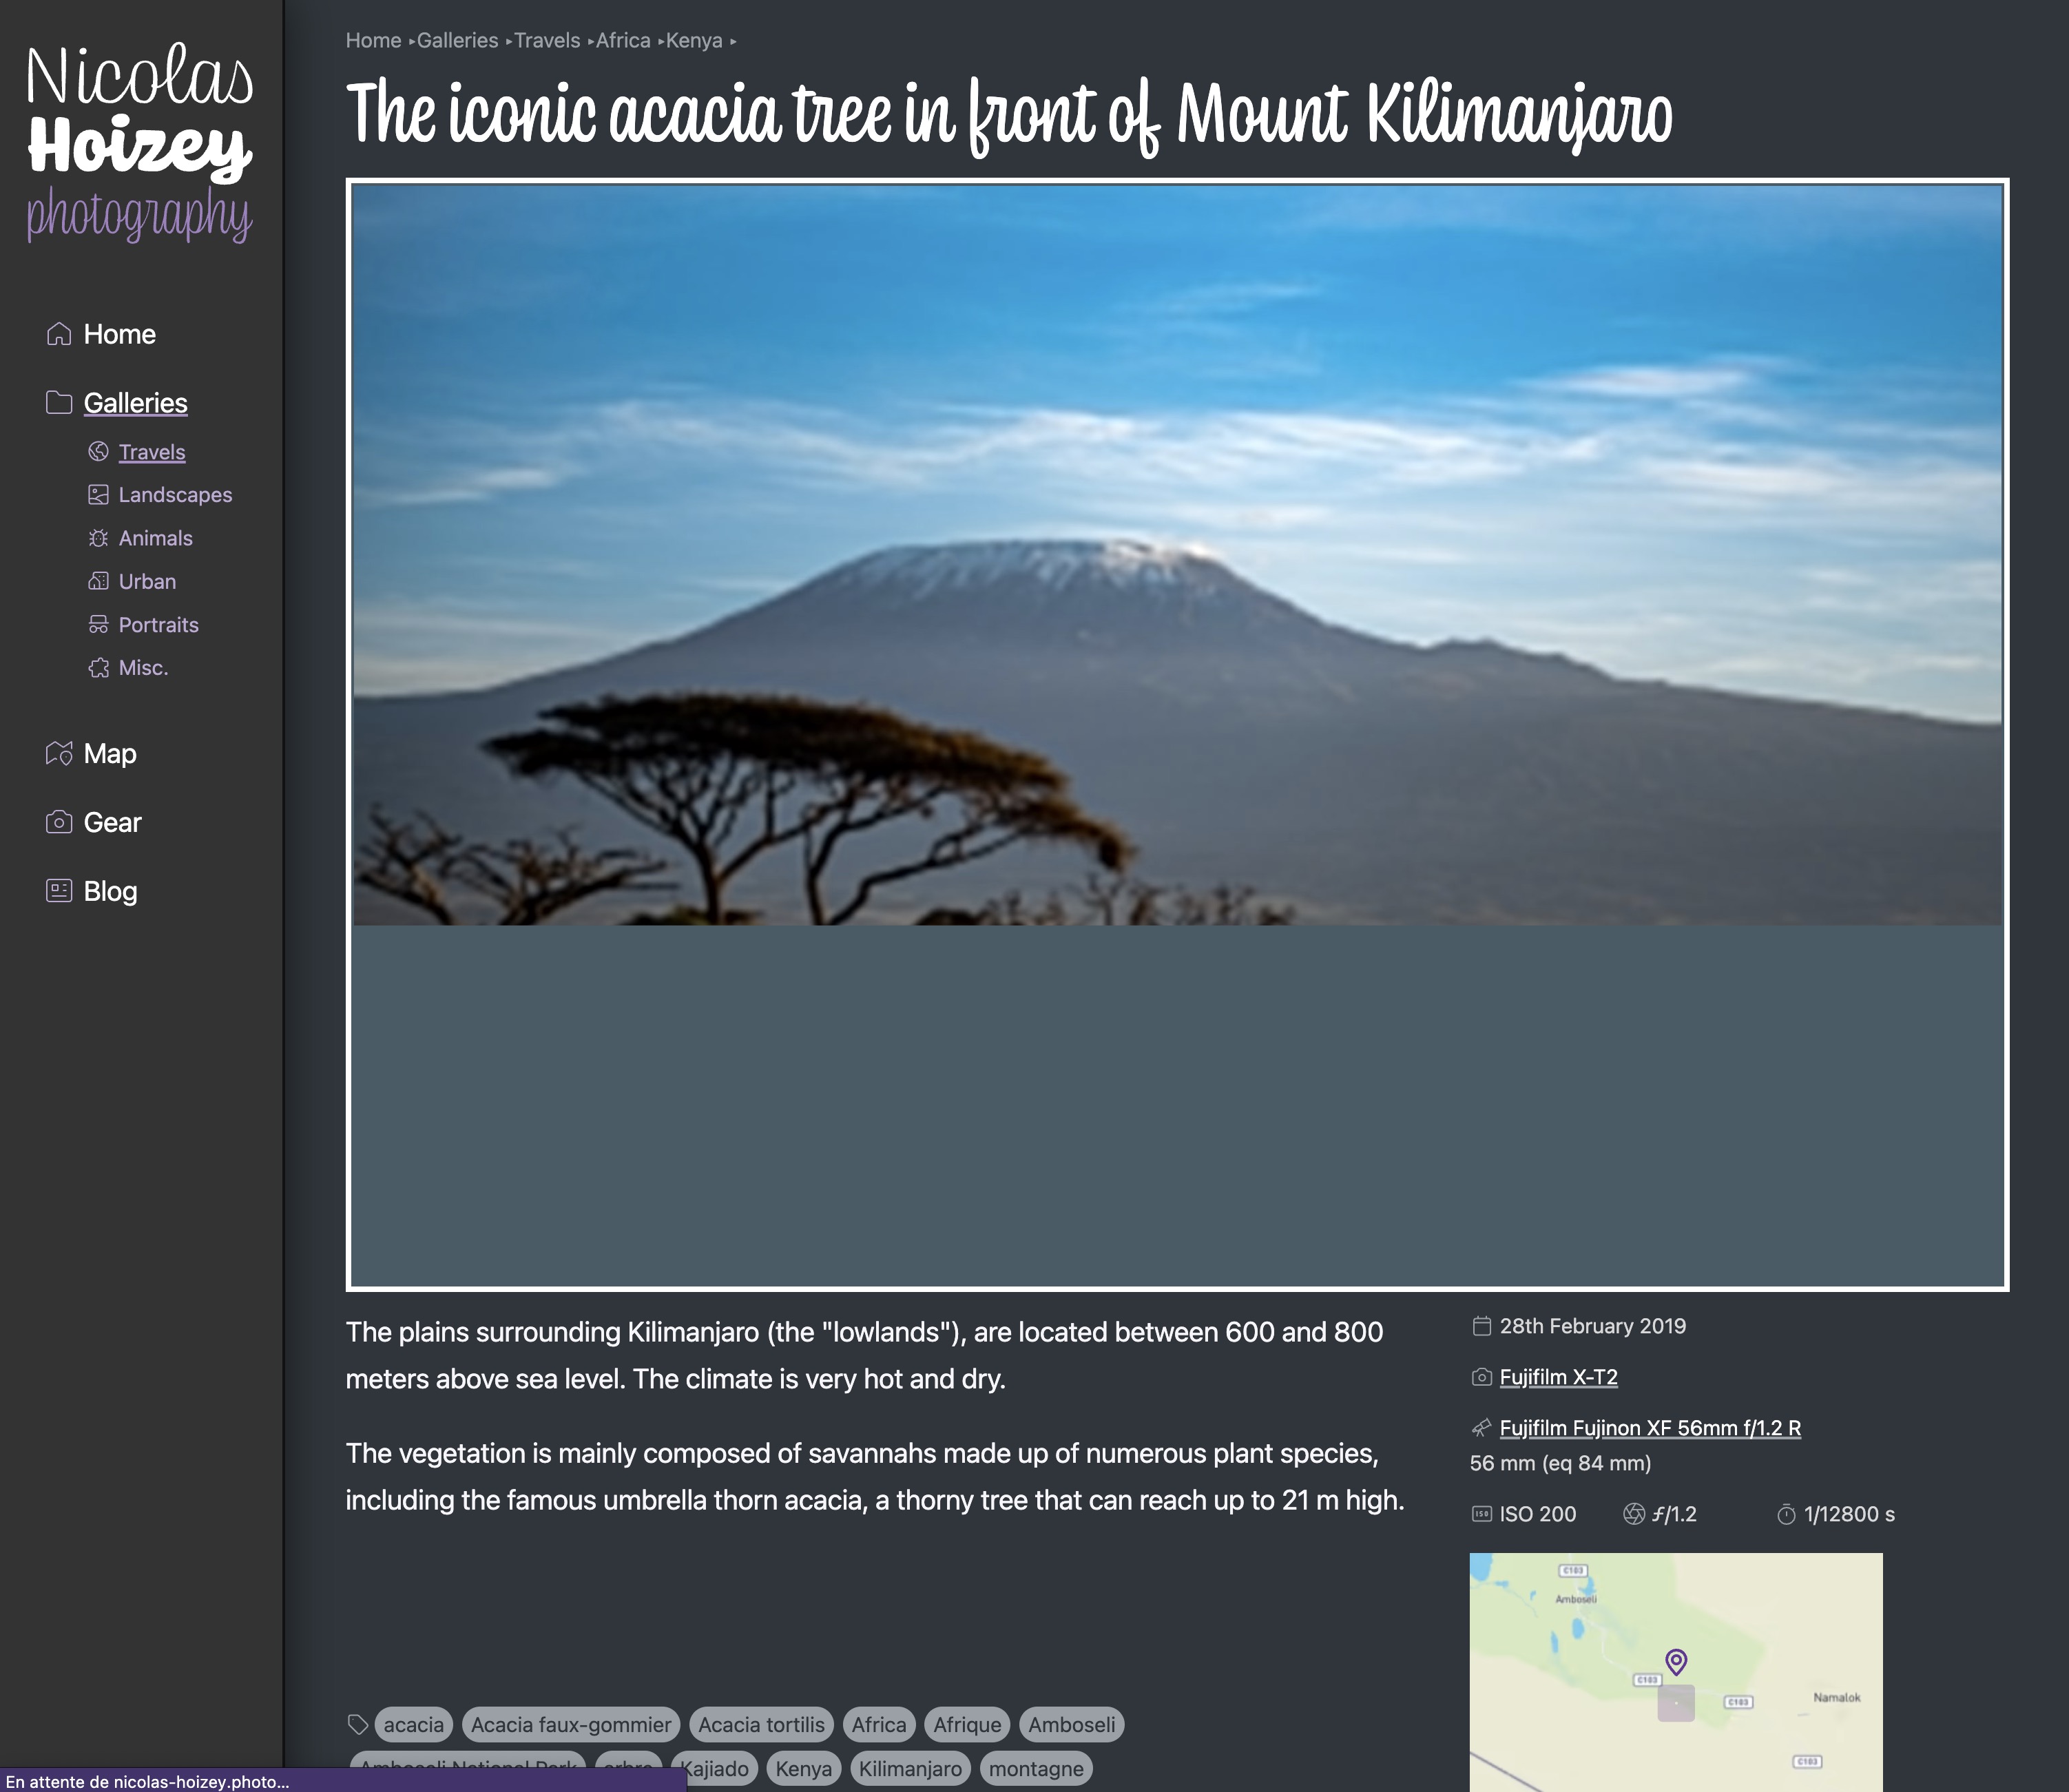 Nicolas
Hoizey
photography
Home
Galleries
Travels
Landscapes
Animals
Urban
Portraits
Misc.
Map
Gear
Blog
Home ▸Galleries ▸Travels ▸Africa ▸Kenya ▸
The iconic acacia tree in front of Mount Kilimanjaro
The plains surrounding Kilimanjaro (the "lowlands"), are located between 600 and 800
meters above sea level. The climate is very hot and dry.
The vegetation is mainly composed of savannahs made up of numerous plant species,
including the famous umbrella thorn acacia, a thorny tree that can reach up to 21 m high.
acacia Acacia faux-gommier Acacia tortilis Africa Afrique Amboseli
Amboseli National Park arbre Kajiado Kenya Kilimanjaro montagne
28th February 2019
Fujifilm X-T2
Fujifilm Fujinon XF 56mm f/1.2 R
56 mm (eq 84 mm)
ISO ISO 200 ƒ/1.2 1/12800 s
C103
Amboseli
C103
C103
Namalok
C103
En attente de nicolas-hoizey.photo...